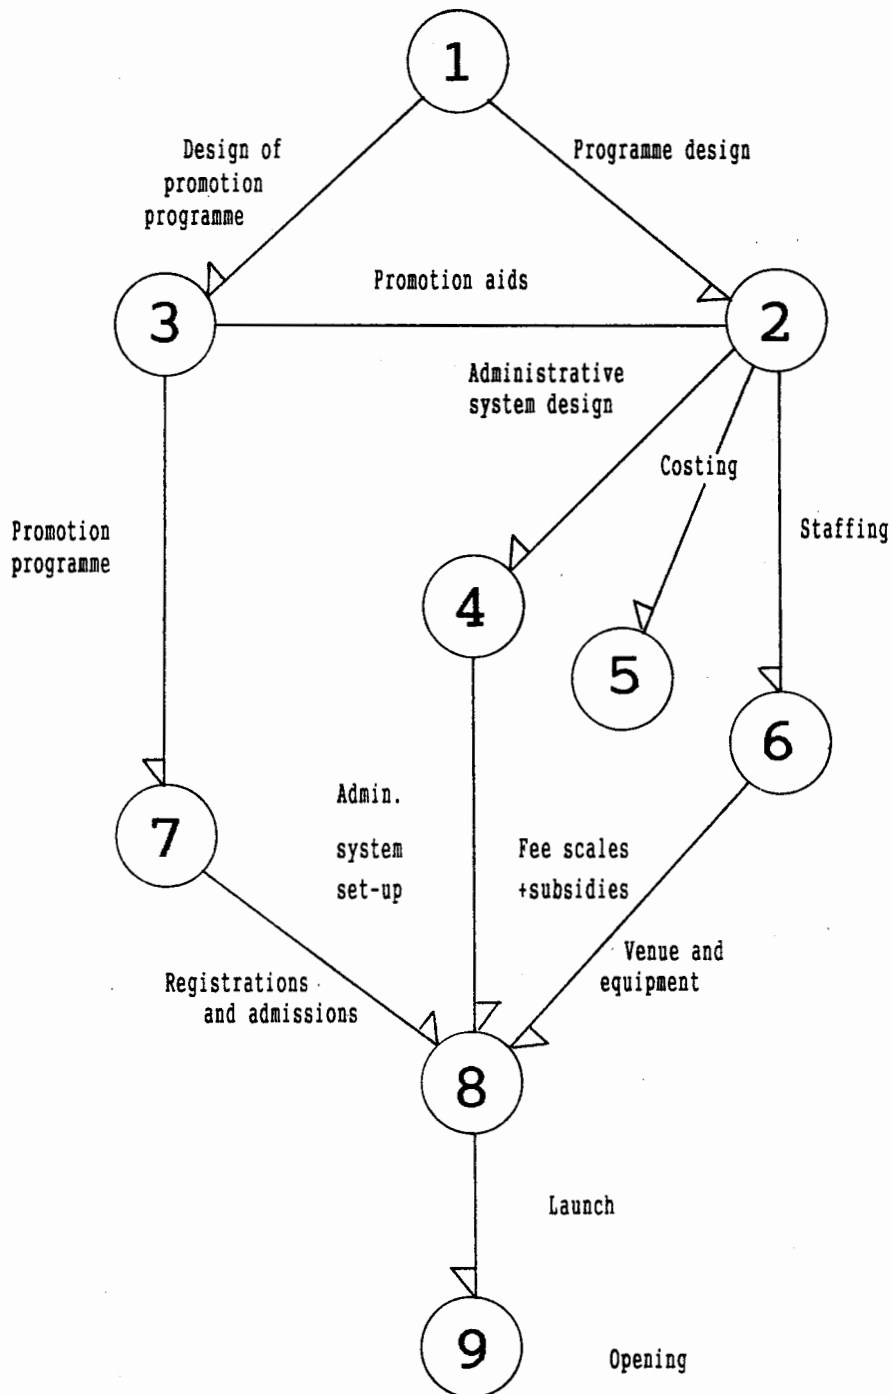 1
Design of
promotion
programme
Programme design
Promotion aids
3
2
Administrative
system design
Costing
Promotion
programme
Staffing
4
5
6
7
Admin.
system
set-up
Fee scales
+subsidies
Venue and
equipment
Registrations
and admissions
8
Launch
9
Opening